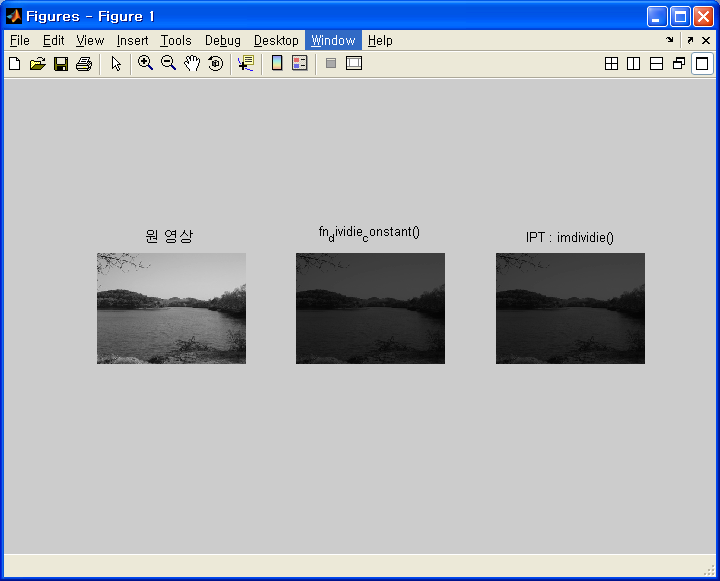 Figures - Figure 1
File Edit View Insert Tools Debug Desktop Window Help
원 영상
fn_dividie_constant()
IPT : imdividie()